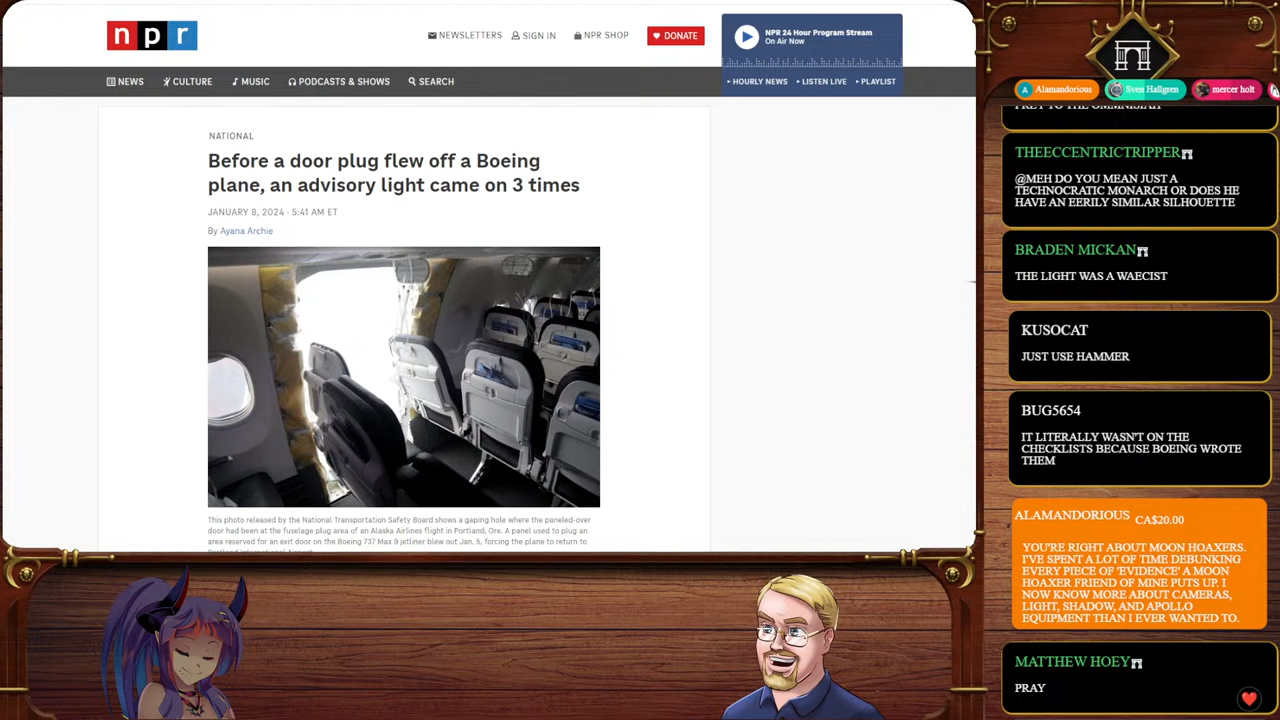 npr
NEWSLETTERS
SIGN IN
NPR SHOP
DONATE
NPR 24 Hour Program Stream
On Air Now
NEWS
CULTURE
MUSIC
PODCASTS & SHOWS
SEARCH
HOURLY NEWS
LISTEN LIVE
PLAYLIST
NATIONAL
Before a door plug flew off a Boeing
plane, an advisory light came on 3 times
JANUARY 8, 2024 · 5:41 AM ET
By Ayana Archie
This photo released by the National Transportation Safety Board shows a gaping hole where the paneled-over
door had been at the fuselage plug area of an Alaska Airlines flight in Portland, Ore. A panel used to plug an
area reserved for an exit door on the Boeing 737 Max 9 jetliner blew out Jan. 5, forcing the plane to return to
A Alamandorious
Sven Hallgren
mercer holt
THEECCENTRICTRIPPER
@MEH DO YOU MEAN JUST A
TECHNOCRATIC MONARCH OR DOES HE
HAVE AN EERILY SIMILAR SILHOUETTE
BRADEN MICKAN
THE LIGHT WAS A WAECIST
KUSOCAT
JUST USE HAMMER
BUG5654
IT LITERALLY WASN'T ON THE
CHECKLISTS BECAUSE BOEING WROTE
THEM
ALAMANDORIOUS CA$20.00
YOU'RE RIGHT ABOUT MOON HOAXERS.
I'VE SPENT A LOT OF TIME DEBUNKING
EVERY PIECE OF 'EVIDENCE' A MOON
HOAXER FRIEND OF MINE PUTS UP. I
NOW KNOW MORE ABOUT CAMERAS,
LIGHT, SHADOW, AND APOLLO
EQUIPMENT THAN I EVER WANTED TO.
MATTHEW HOEY
PRAY